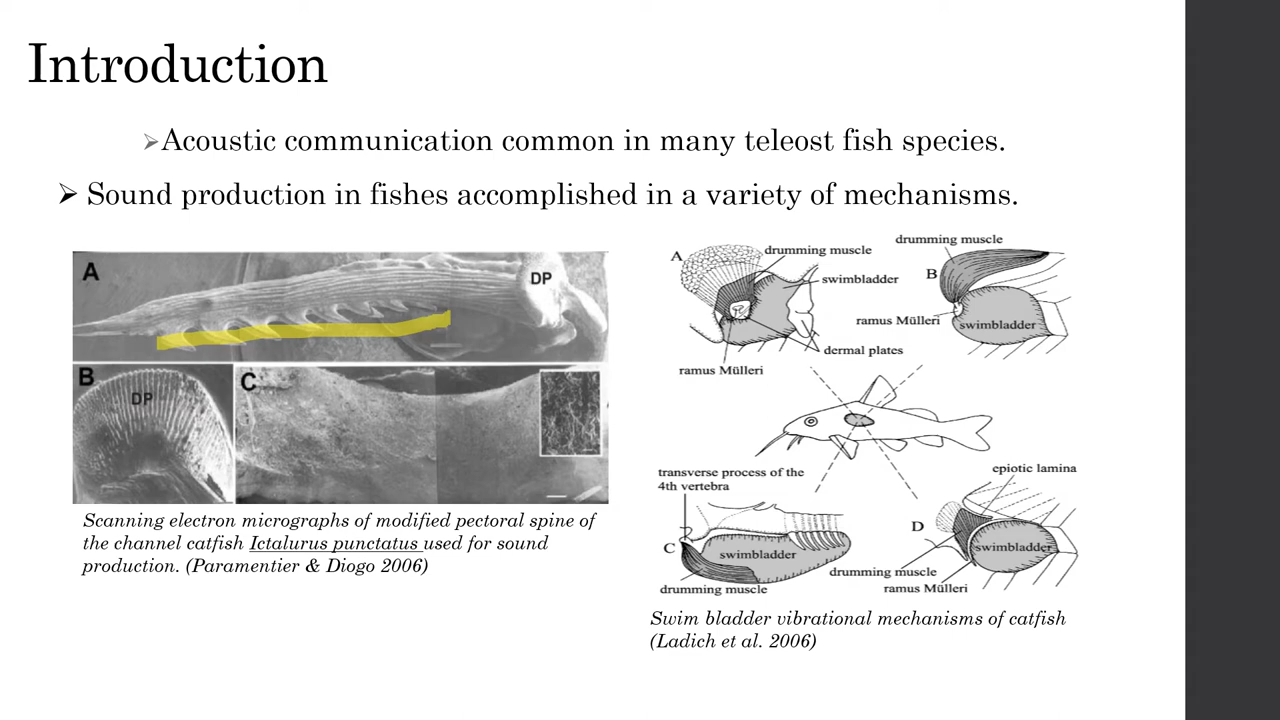 Introduction
➢Acoustic communication common in many teleost fish species.
➢ Sound production in fishes accomplished in a variety of mechanisms.
A
DP
B
DP
C
Scanning electron micrographs of modified pectoral spine of
the channel catfish Ictalurus punctatus used for sound
production. (Paramentier & Diogo 2006)
A
drumming muscle
swimbladder
ramus Mülleri
dermal plates
drumming muscle
B
ramus Mülleri
swimbladder
transverse process of the
4th vertebra
C
swimbladder
drumming muscle
epiotic lamina
D
swimbladder
drumming muscle
ramus Mülleri
Swim bladder vibrational mechanisms of catfish
(Ladich et al. 2006)